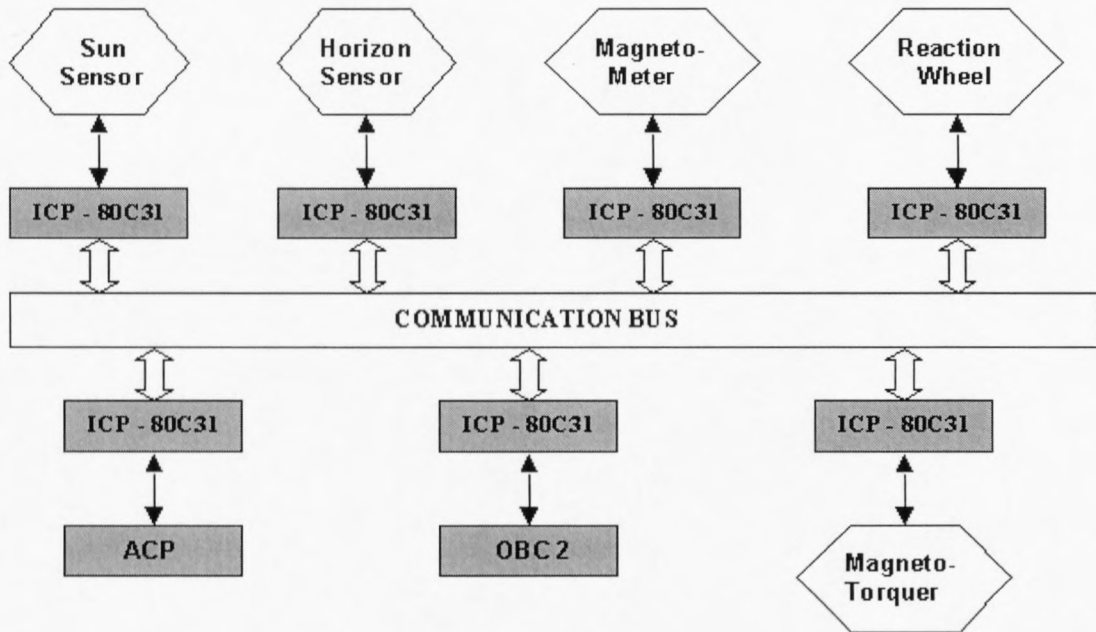 Sun
Sensor
Horizon
Sensor
Magneto-
Meter
Reaction
Wheel
ICP - 80C31
ICP - 80C31
ICP - 80C31
ICP - 80C31
COMMUNICATION BUS
ICP - 80C31
ICP - 80C31
ICP - 80C31
ACP
OBC 2
Magneto-
Torquer